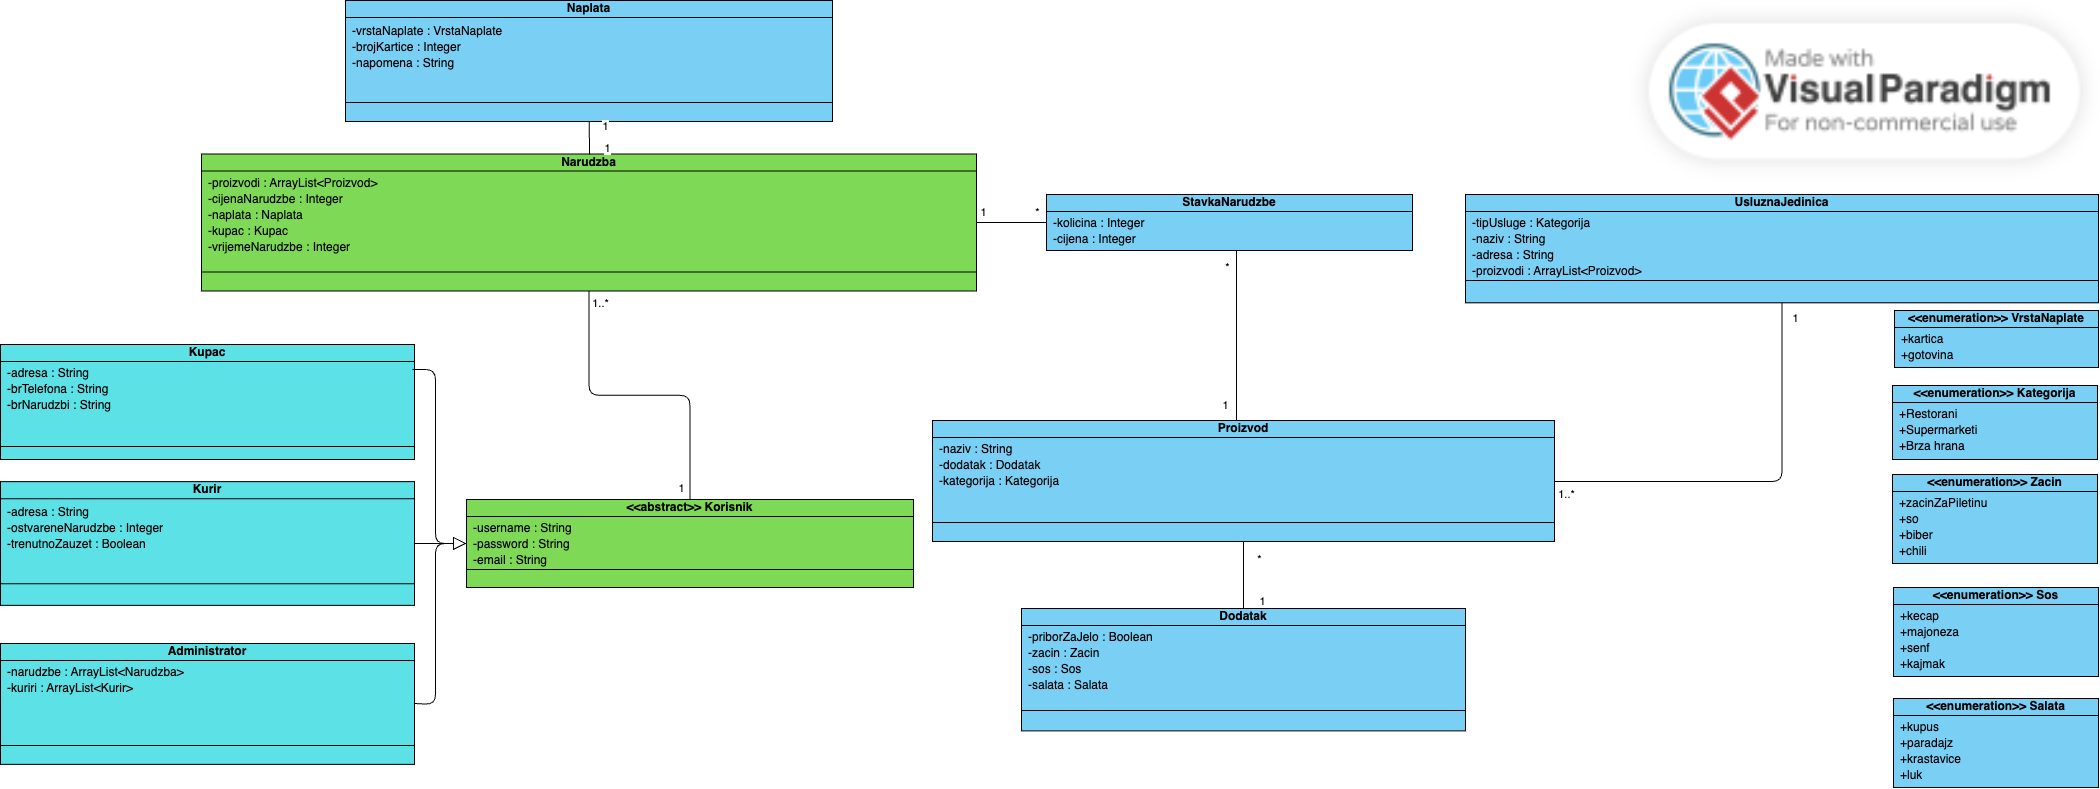 Naplata
-vrstaNaplate : VrstaNaplate
-brojKartice : Integer
-napomena : String
1
1
Narudzba
-proizvodi : ArrayList<Proizvod>
-cijenaNarudzbe : Integer
-naplata : Naplata
-kupac : Kupac
-vrijemeNarudzbe : Integer
1
*
StavkaNarudzbe
-kolicina : Integer
-cijena : Integer
UsluznaJedinica
-tipUsluge : Kategorija
-naziv : String
-adresa : String
-proizvodi : ArrayList<Proizvod>
Made with
Visual Paradigm
For non-commercial use
1..*
1
*
1
1
1..*
Kupac
-adresa : String
-brTelefona : String
-brNarudzbi : String
Kurir
-adresa : String
-ostvareneNarudzbe : Integer
-trenutnoZauzet : Boolean
Administrator
-narudzbe : ArrayList<Narudzba>
-kuriri : ArrayList<Kurir>
<<abstract>> Korisnik
-username : String
-password : String
-email : String
Proizvod
-naziv : String
-dodatak : Dodatak
-kategorija : Kategorija
*
1
Dodatak
-priborZaJelo : Boolean
-zacin : Zacin
-sos : Sos
-salata : Salata
<<enumeration>> VrstaNaplate
+kartica
+gotovina
<<enumeration>> Kategorija
+Restorani
+Supermarketi
+Brza hrana
<<enumeration>> Zacin
+zacinZaPiletinu
+so
+biber
+chili
<<enumeration>> Sos
+kecap
+majoneza
+senf
+kajmak
<<enumeration>> Salata
+kupus
+paradajz
+krastavice
+luk